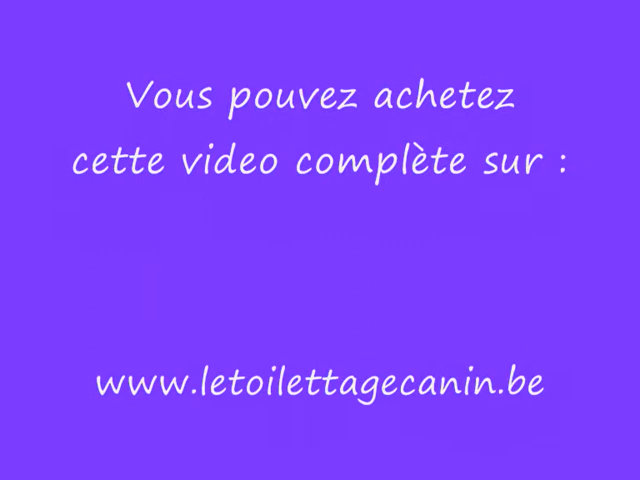 Vous pouvez achetez
cette video complète sur :
www.letoilettagecanin.be